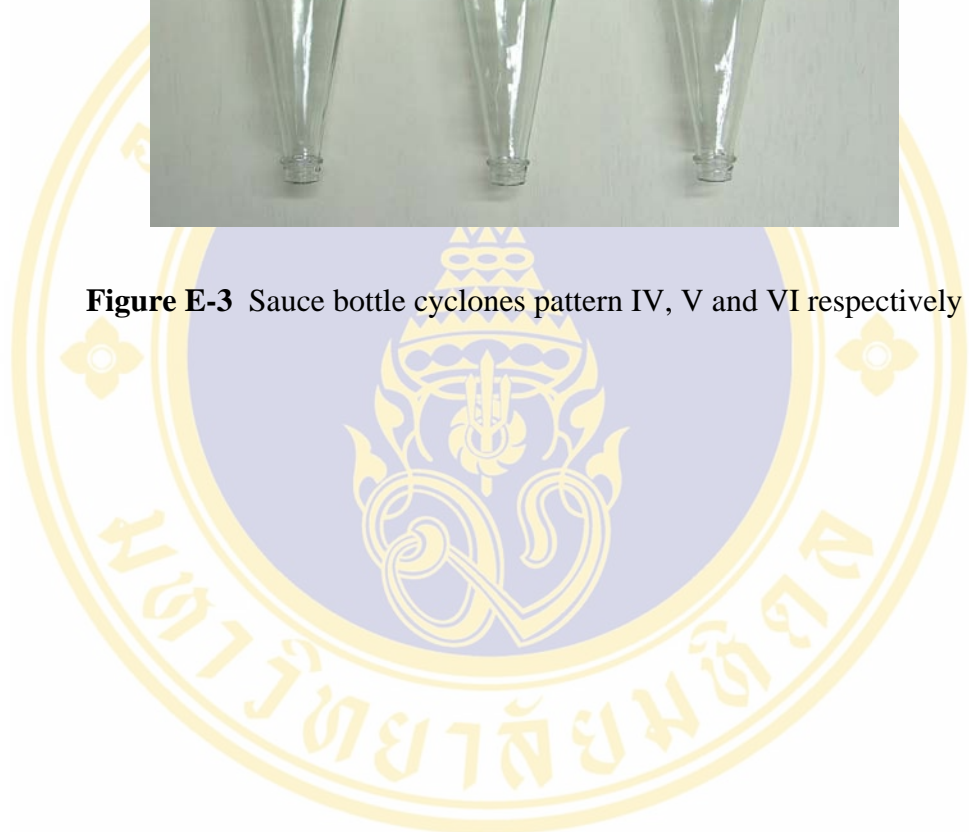 Figure E-3 Sauce bottle cyclones pattern IV, V and VI respectively
มหาวิทยาลัยมหิดล